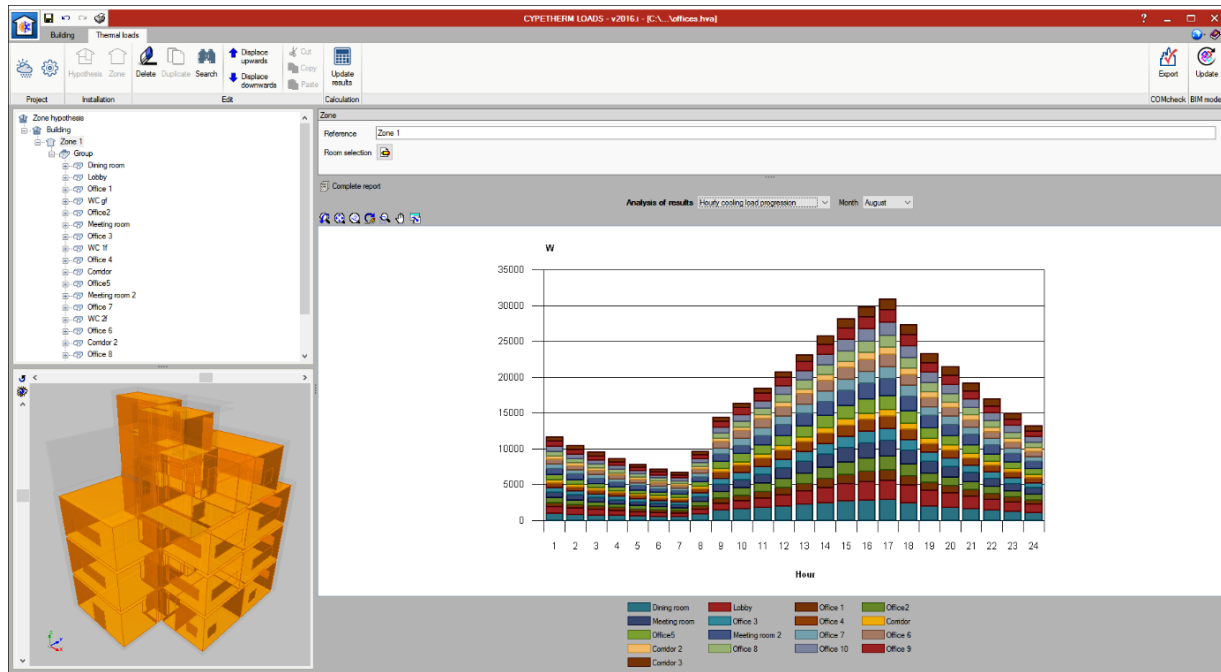 CYPETHERM LOADS - v2016.i - [C:\...\offices.hva]
Building Thermal loads
Hypothesis Zone Delete Duplicate Search Displace upwards Displace downwards Cut Copy Paste Update results Export Update
Project Installation Edit Calculation COMcheck BIM model
Zone hypothesis
Building
Zone 1
Group
Dining room
Lobby
Office 1
WC gf
Office2
Meeting room
Office 3
WC 1f
Office 4
Corridor
Office5
Meeting room 2
Office 7
WC 2f
Office 6
Corridor 2
Office 8
Zone
Reference Zone 1
Room selection
Complete report
Analysis of results Hourly cooling load progression Month August
W
35000
30000
25000
20000
15000
10000
5000
0
1 2 3 4 5 6 7 8 9 10 11 12 13 14 15 16 17 18 19 20 21 22 23 24
Hour
Dining room Lobby Office 1 Office2
Meeting room Office 3 Office 4 Corridor
Office5 Meeting room 2 Office 7 Office 6
Corridor 2 Office 8 Office 10 Office 9
Corridor 3